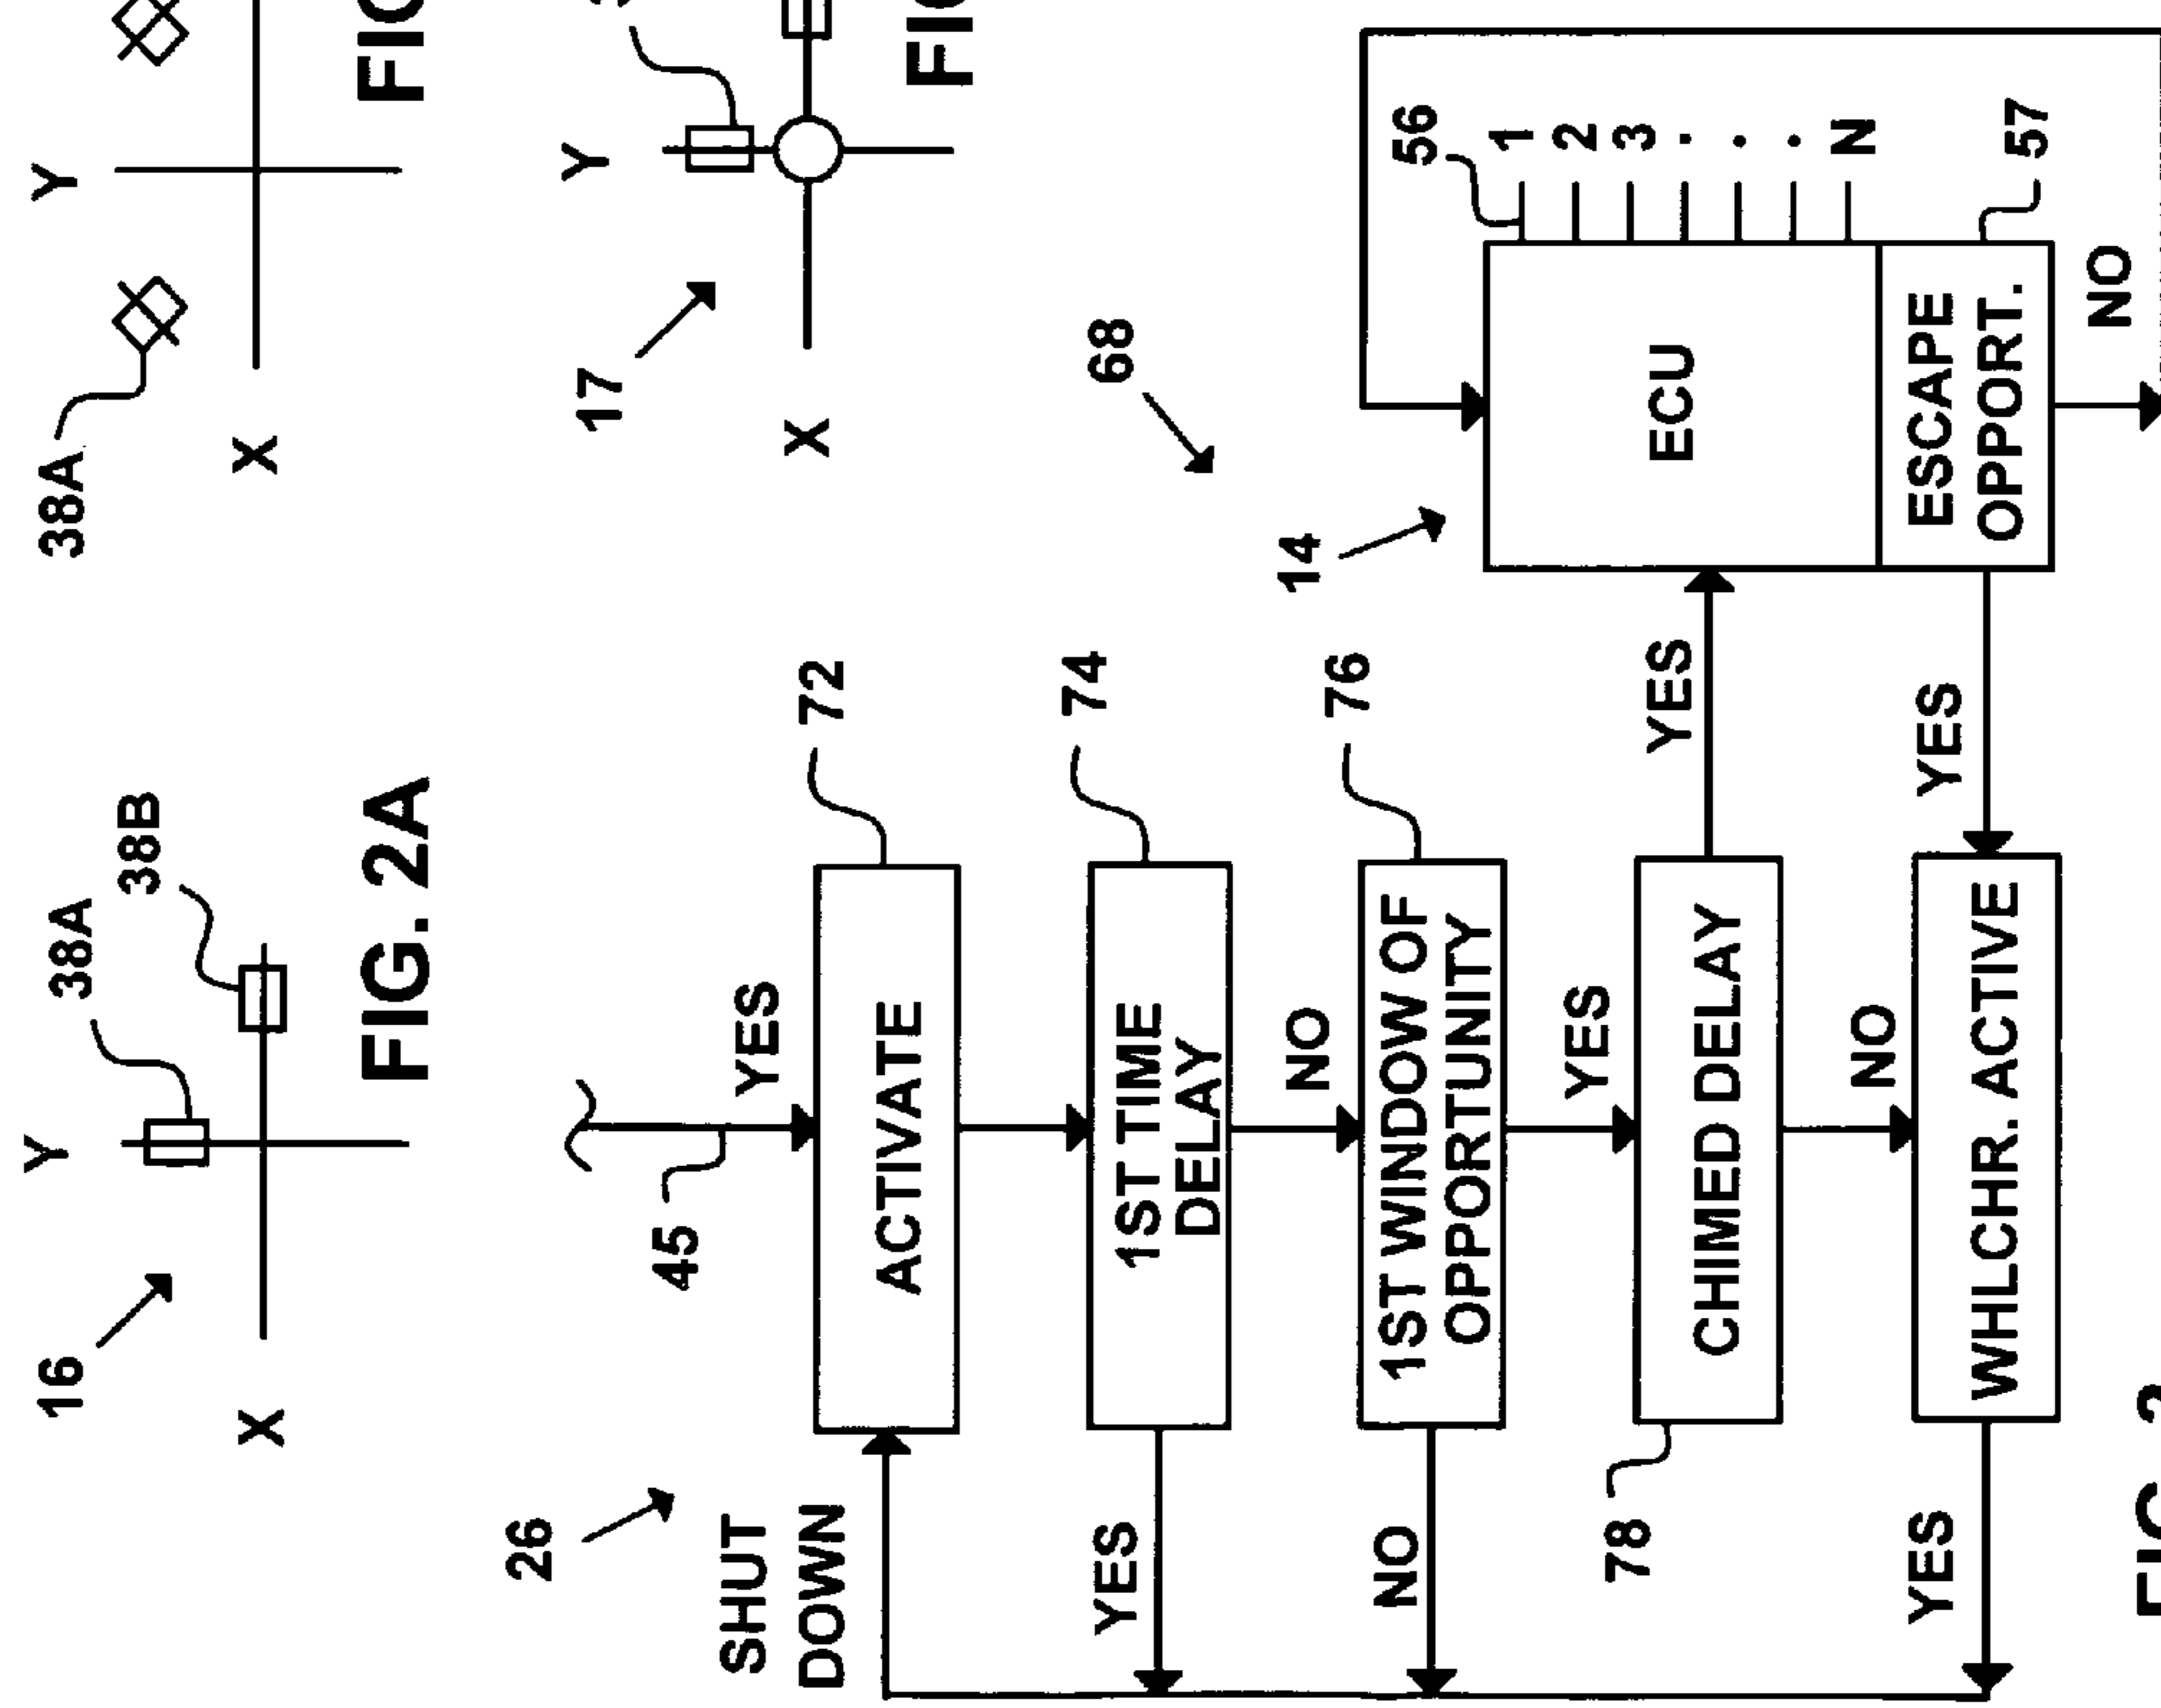 Y
Y
16
38A
38A
38B
X
X
FIG. 2A
26
17
Y
X
45
SHUT
DOWN
YES
72
ACTIVATE
68
74
YES
1ST TIME
DELAY
NO
14
76
NO
1ST WINDOW OF
OPPORTUNITY
56
1
2
3
.
.
.
N
YES
78
CHIMED DELAY
YES
ECU
NO
YES
WHLCHR. ACTIVE
YES
ESCAPE
OPPORT.
57
NO